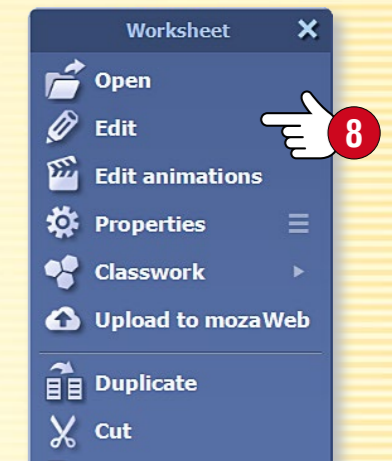 Worksheet
Open
Edit
8
Edit animations
Properties
Classwork
Upload to mozaWeb
Duplicate
Cut